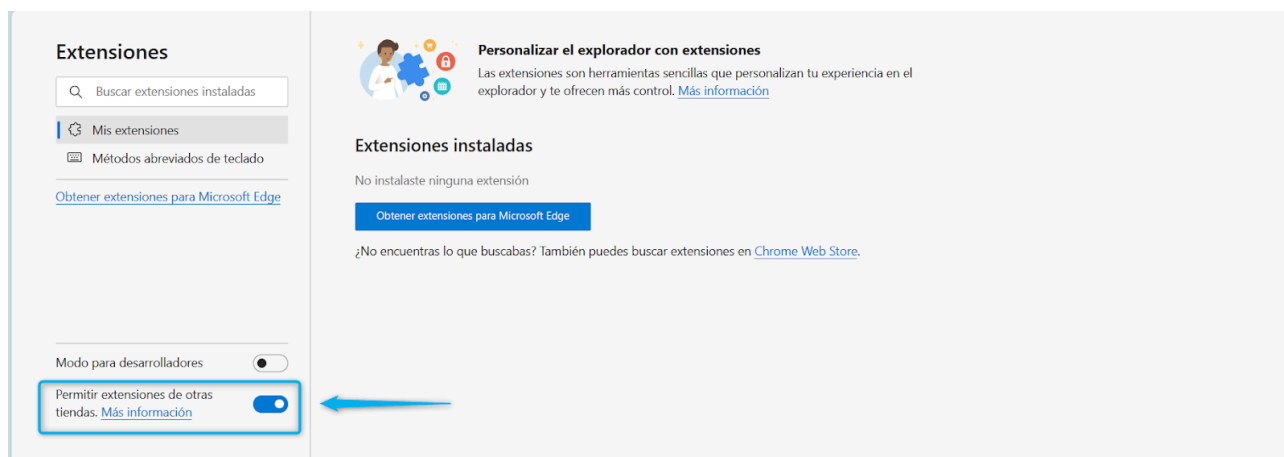 Extensiones
Buscar extensiones instaladas
Mis extensiones
Métodos abreviados de teclado
Obtener extensiones para Microsoft Edge
Modo para desarrolladores
Permitir extensiones de otras
tiendas. Más información
Personalizar el explorador con extensiones
Las extensiones son herramientas sencillas que personalizan tu experiencia en el
explorador y te ofrecen más control. Más información
Extensiones instaladas
No instalaste ninguna extensión
Obtener extensiones para Microsoft Edge
¿No encuentras lo que buscabas? También puedes buscar extensiones en Chrome Web Store.